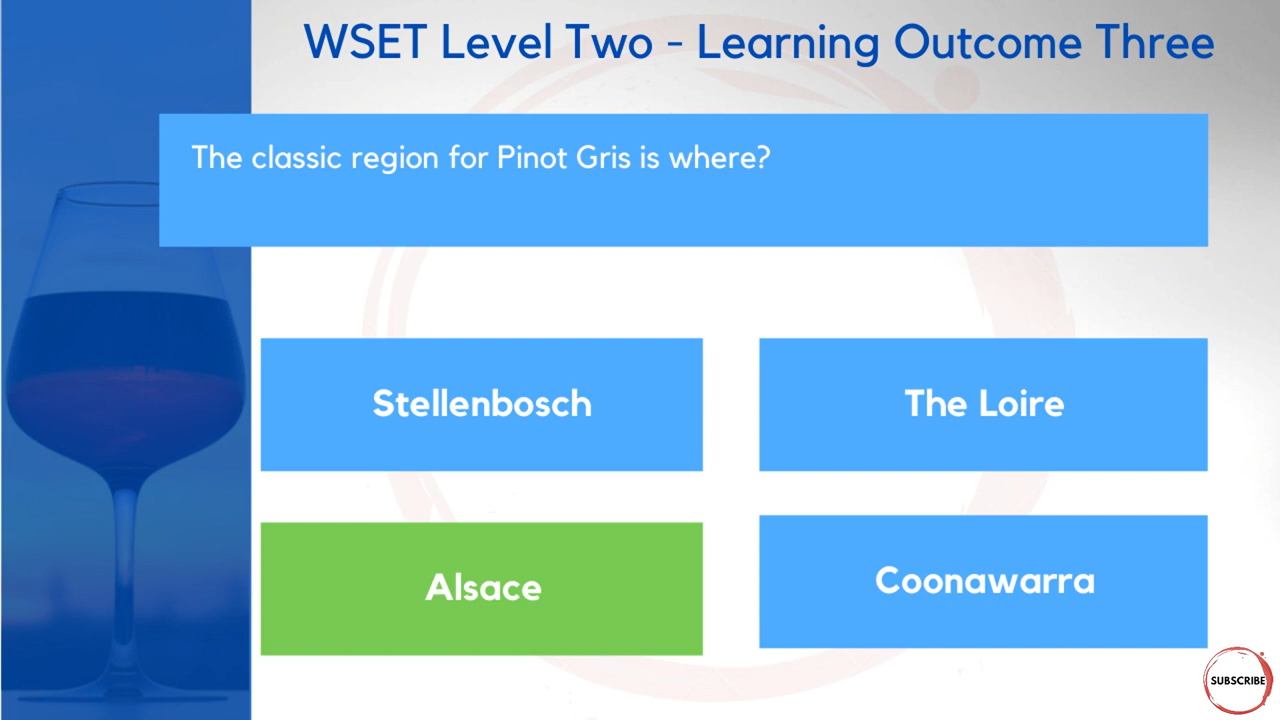 WSET Level Two - Learning Outcome Three
The classic region for Pinot Gris is where?
Stellenbosch
The Loire
Alsace
Coonawarra
SUBSCRIBE